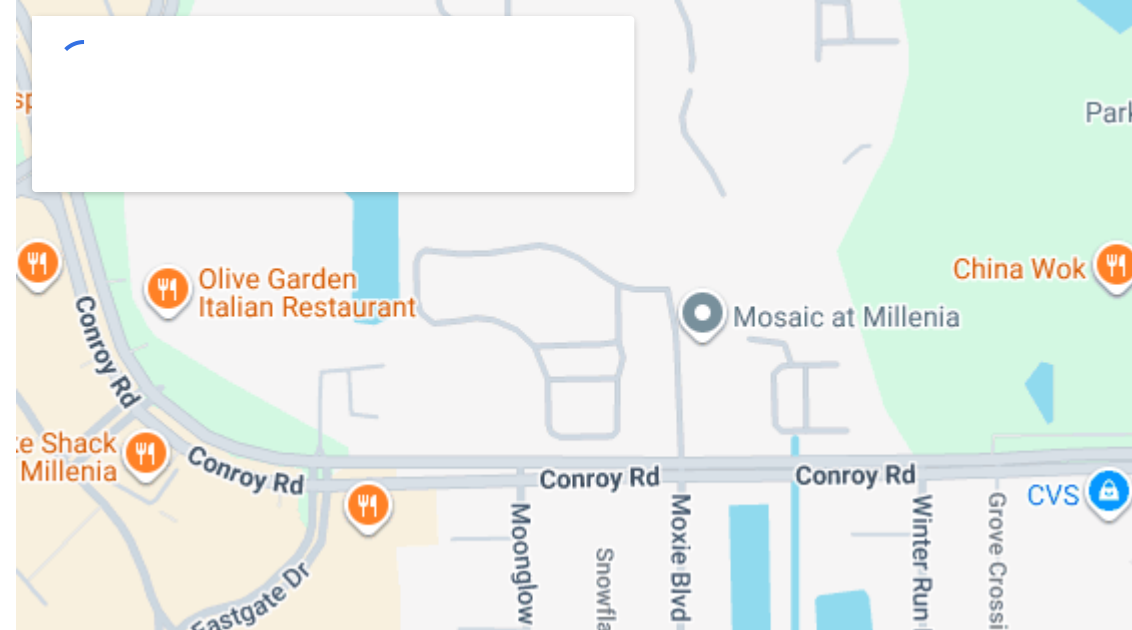 Park
China Wok
Olive Garden
Italian Restaurant
Mosaic at Millenia
Conroy Rd
Shack
Millenia
Conroy Rd
Conroy Rd
Conroy Rd
CVS
Moonglow
Snowfla
Moxie Blvd
Winter Run
Grove Crossi
Eastgate Dr